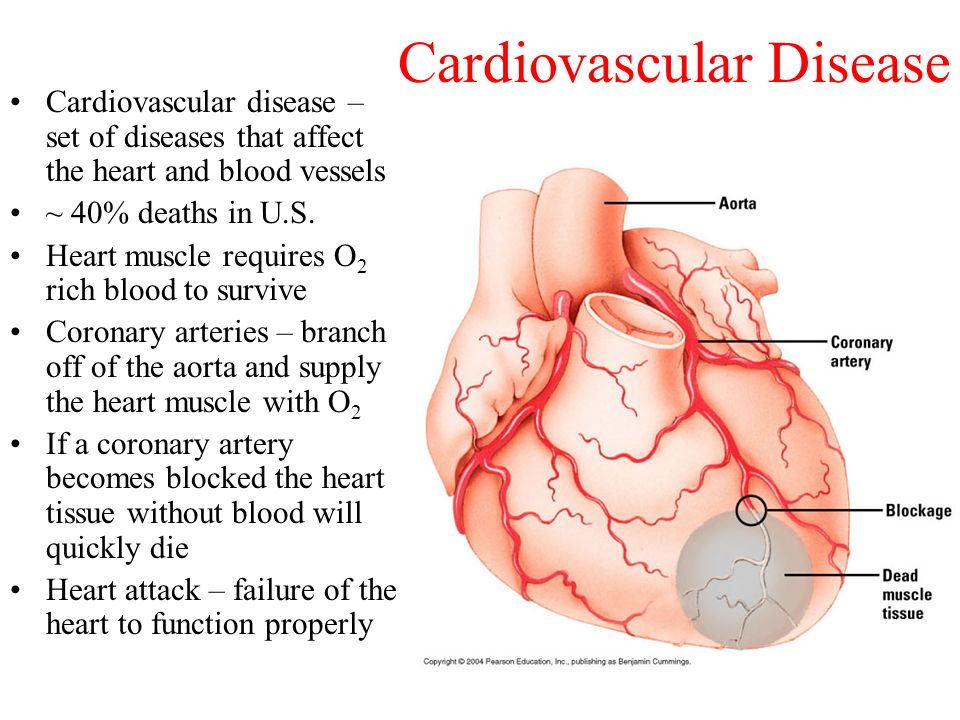 Cardiovascular Disease
• Cardiovascular disease –
set of diseases that affect
the heart and blood vessels
• ~ 40% deaths in U.S.
• Heart muscle requires O₂
rich blood to survive
• Coronary arteries – branch
off of the aorta and supply
the heart muscle with O₂
• If a coronary artery
becomes blocked the heart
tissue without blood will
quickly die
• Heart attack – failure of the
heart to function properly
Aorta
Coronary
artery
Blockage
Dead
muscle
tissue
Copyright © 2004 Pearson Education, Inc., publishing as Benjamin Cummings.